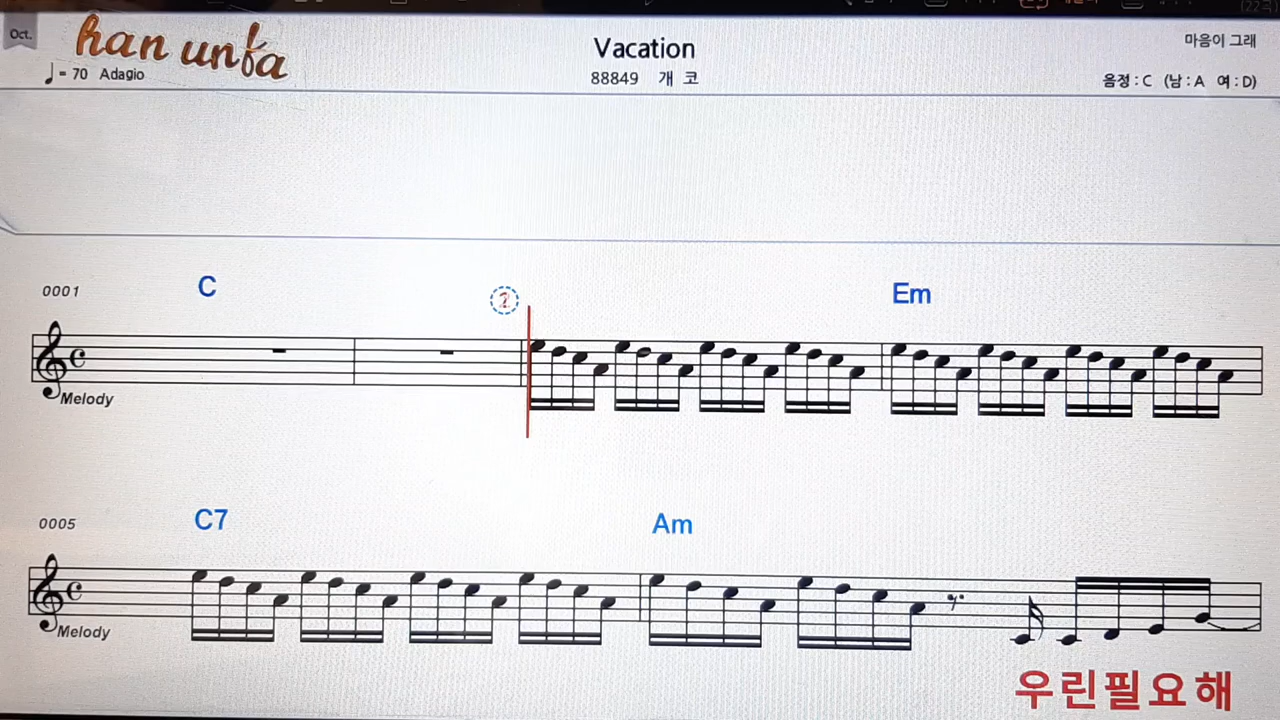 Oct.
han unfa
Vacation
마음이 그래
♩= 70 Adagio
88849 개 코
음정 : C (남 : A 여 : D)
0001
C
2
Em
Melody
0005
C7
Am
Melody
우린필요해